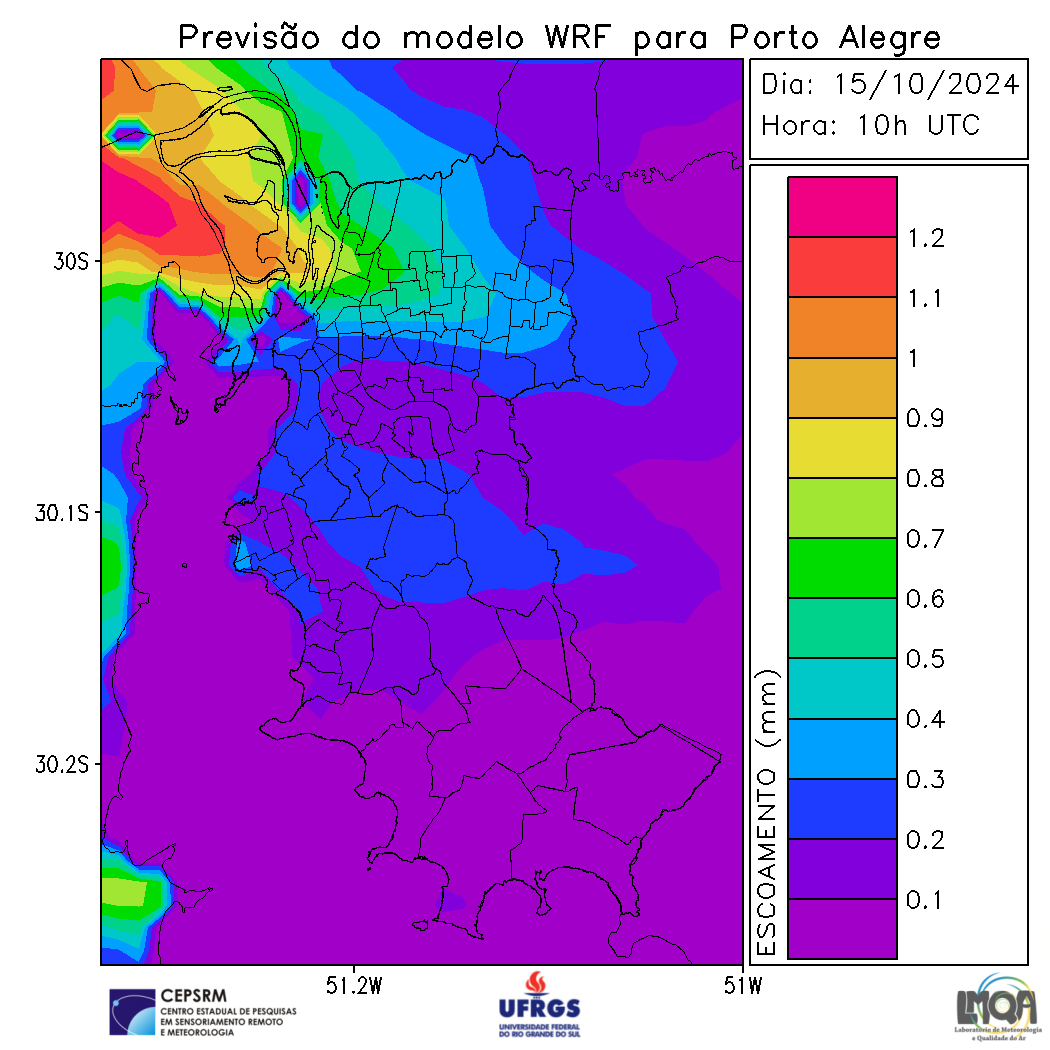 Previsão do modelo WRF para Porto Alegre
Dia: 15/10/2024
Hora: 10h UTC
1.2
1.1
1
0.9
0.8
0.7
0.6
0.5
0.4
0.3
0.2
0.1
ESCOAMENTO (mm)
30S
30.1S
30.2S
51.2W
51W
CEPSRM
CENTRO ESTADUAL DE PESQUISAS
EM SENSORIAMENTO REMOTO
E METEOROLOGIA
UFRGS
UNIVERSIDADE FEDERAL
DO RIO GRANDE DO SUL
LMQA
Laboratório de Meteorologia
e Qualidade do Ar